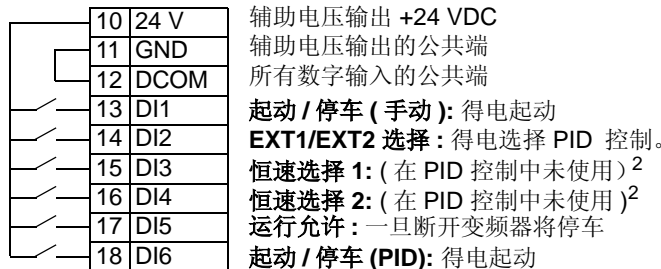 10 24 V 辅助电压输出 +24 VDC
11 GND 辅助电压输出的公共端
12 DCOM 所有数字输入的公共端
13 DI1 起动 / 停车 ( 手动 ): 得电起动
14 DI2 EXT1/EXT2 选择 : 得电选择 PID 控制。
15 DI3 恒速选择 1: ( 在 PID 控制中未使用）2
16 DI4 恒速选择 2: ( 在 PID 控制中未使用 )2
17 DI5 运行允许 : 一旦断开变频器将停车
18 DI6 起动 / 停车 (PID): 得电起动